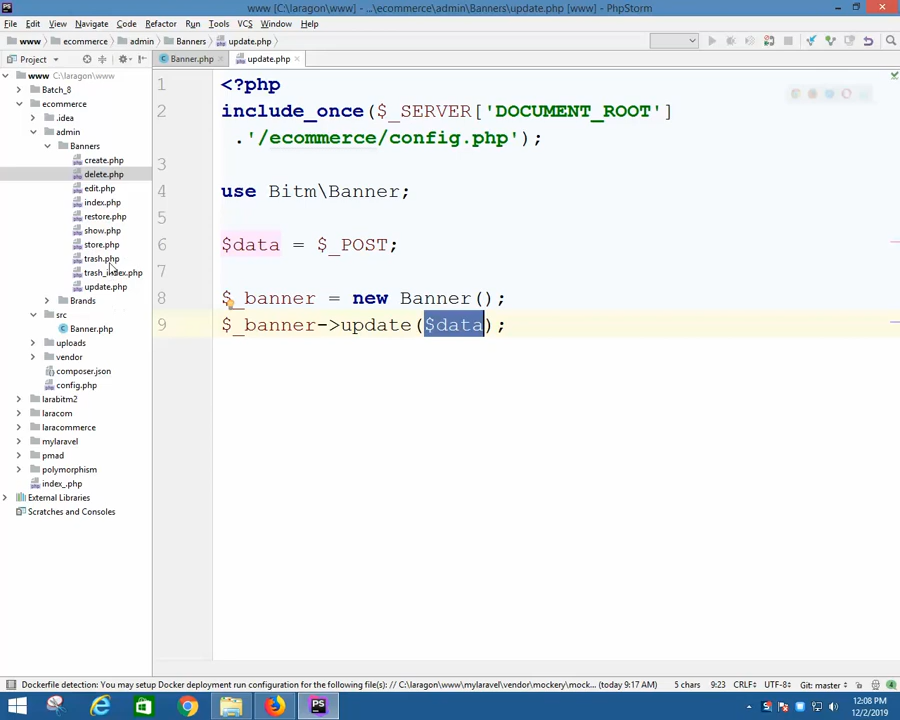 www [C:\laragon\www] - ...\ecommerce\admin\Banners\update.php [www] - PhpStorm
File Edit View Navigate Code Refactor Run Tools VCS Window Help
www ecommerce admin Banners update.php
Project
Banner.php update.php
www C:\laragon\www
Batch_8
ecommerce
.idea
admin
Banners
create.php
delete.php
edit.php
index.php
restore.php
show.php
store.php
trash.php
trash_index.php
update.php
Brands
src
Banner.php
uploads
vendor
composer.json
config.php
larabitm2
laracom
laracommerce
mylaravel
pmad
polymorphism
index_.php
External Libraries
Scratches and Consoles
1 <?php
2 include_once($_SERVER['DOCUMENT_ROOT']
.'/ecommerce/config.php');
3
4 use Bitm\Banner;
5
6 $data = $_POST;
7
8 $_banner = new Banner();
9 $_banner->update($data);
Dockerfile detection: You may setup Docker deployment run configuration for the following file(s): // C:\laragon\www\mylaravel\vendor\mockery\mock... (today 9:17 AM) 5 chars 9:23 CRLF UTF-8 Git: master
12:08 PM
12/2/2019